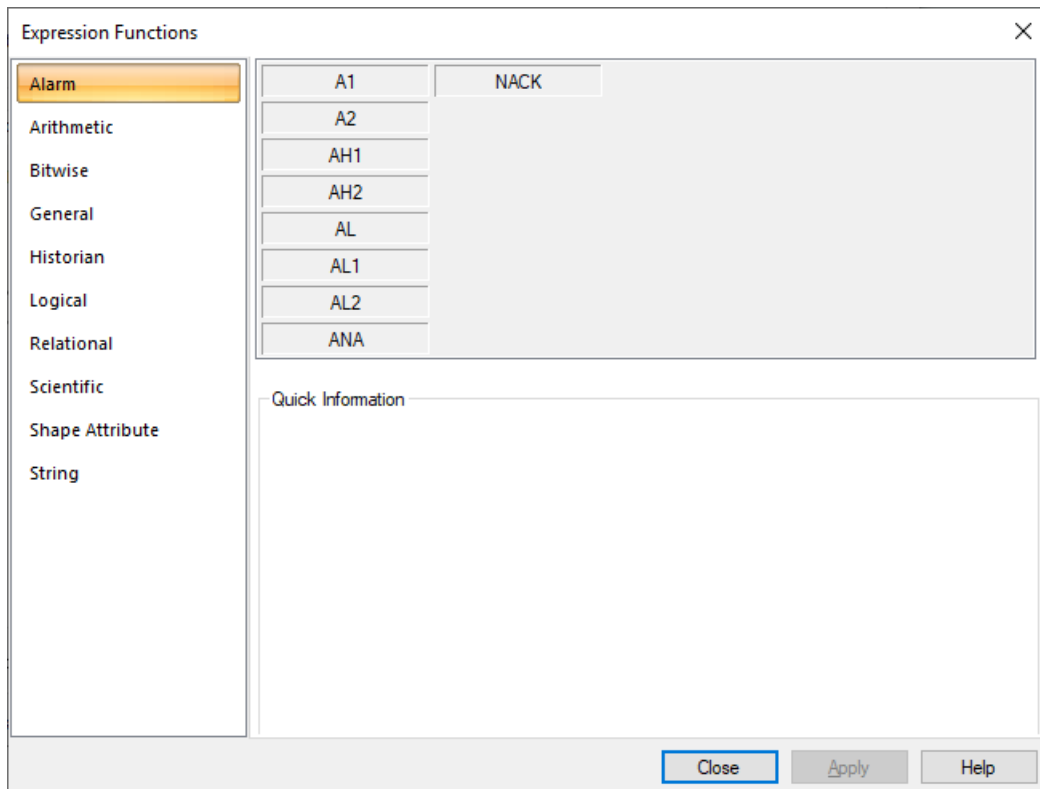 Expression Functions
Alarm
Arithmetic
Bitwise
General
Historian
Logical
Relational
Scientific
Shape Attribute
String
A1 NACK
A2
AH1
AH2
AL
AL1
AL2
ANA
Quick Information
Close Apply Help